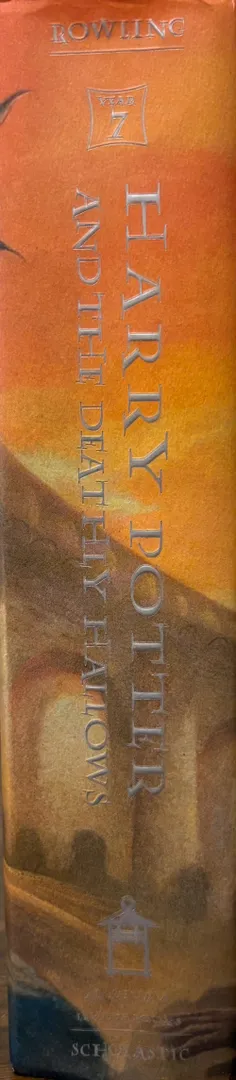 ROWLING
YEAR
7
HARRY POTTER
AND THE DEATHLY HALLOWS
SCHOLASTIC